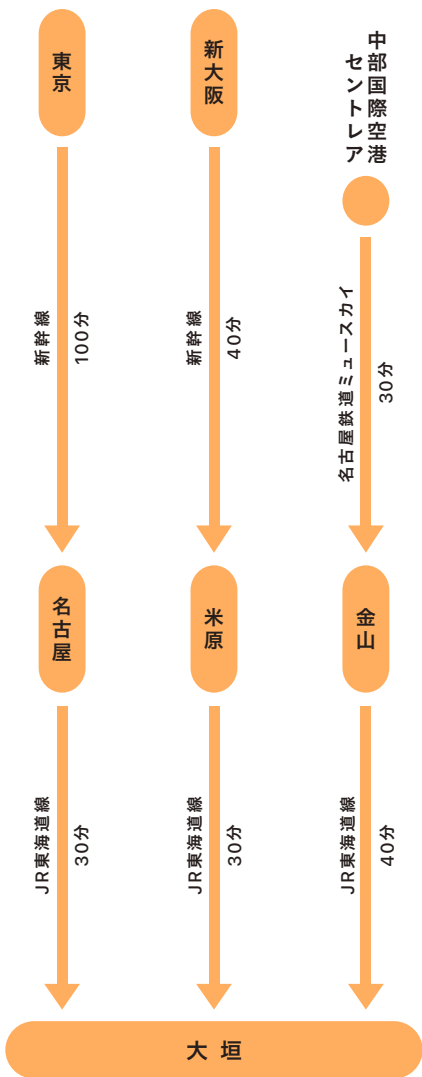 東京
新幹線
100分
名古屋
JR東海道線
30分
新大阪
新幹線
40分
米原
JR東海道線
30分
中部国際空港
セントレア
名古屋鉄道ミュースカイ
30分
金山
JR東海道線
40分
大垣